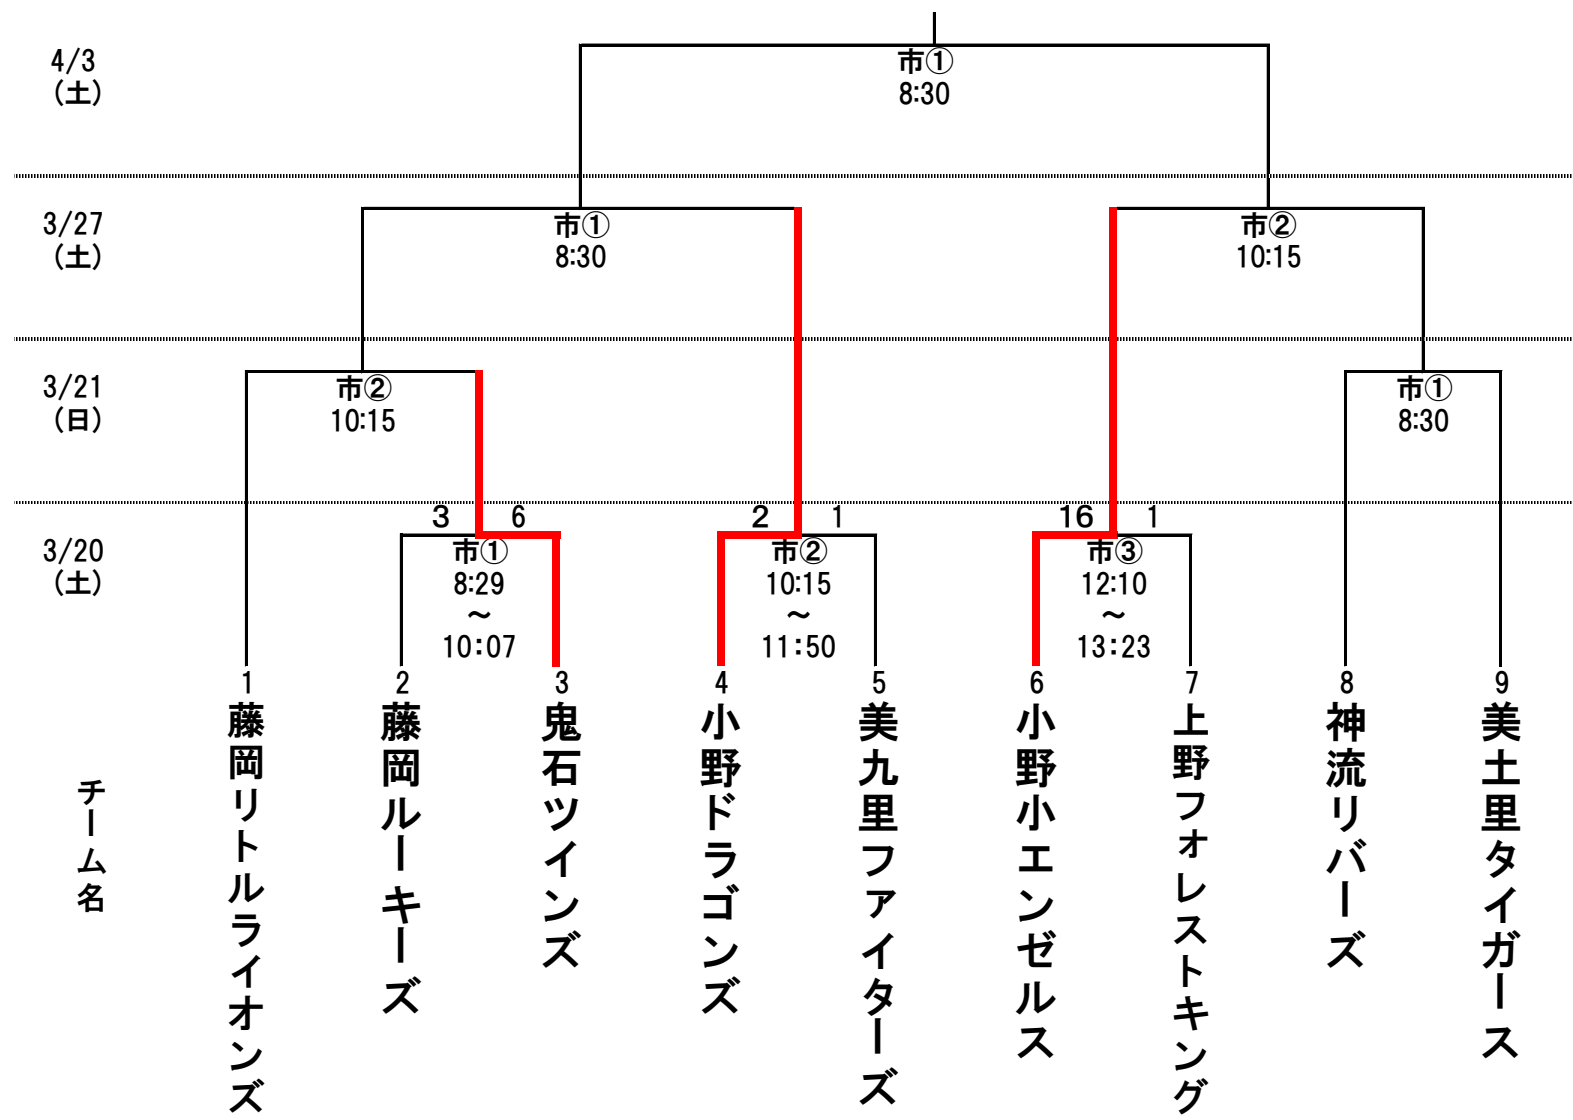 4/3
(土)
市①
8:30
3/27
(土)
市①
8:30
市②
10:15
3/21
(日)
市②
10:15
市①
8:30
3/20
(土)
3 6
市①
8:29
～
10:07
2 1
市②
10:15
～
11:50
16 1
市③
12:10
～
13:23
チーム名
1
藤岡リトルライオンズ
2
藤岡ルーキーズ
3
鬼石ツインズ
4
小野ドラゴンズ
5
美九里ファイターズ
6
小野小エンゼルス
7
上野フォレストキング
8
神流リバーズ
9
美土里タイガース